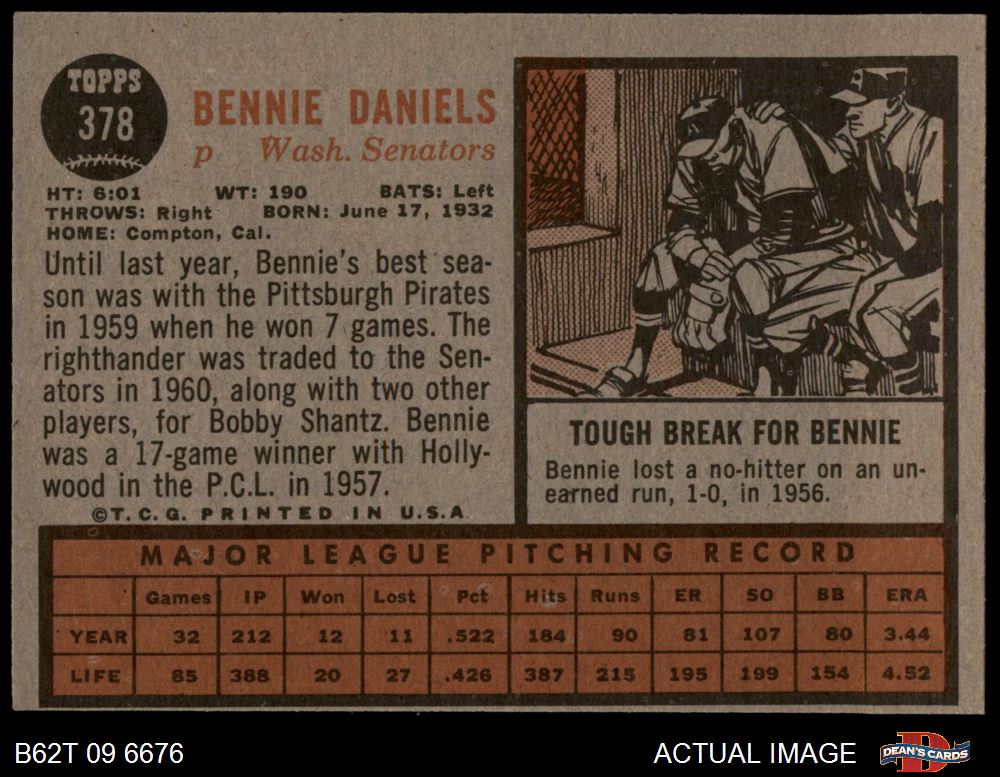 TOPPS
378
BENNIE DANIELS
p Wash. Senators
HT: 6:01 WT: 190 BATS: Left
THROWS: Right BORN: June 17, 1932
HOME: Compton, Cal.
Until last year, Bennie's best sea-
son was with the Pittsburgh Pirates
in 1959 when he won 7 games. The
righthander was traded to the Sen-
ators in 1960, along with two other
players, for Bobby Shantz. Bennie
was a 17-game winner with Holly-
wood in the P.C.L. in 1957.
©T.C.G. PRINTED IN U.S.A
TOUGH BREAK FOR BENNIE
Bennie lost a no-hitter on an un-
earned run, 1-0, in 1956.
MAJOR LEAGUE PITCHING RECORD
Games IP Won Lost Pct Hits Runs ER SO BB ERA
YEAR 32 212 12 11 .522 184 90 81 107 80 3.44
LIFE 85 388 20 27 .426 387 215 195 199 154 4.52
B62T 09 6676 ACTUAL IMAGE DEAN'S CARDS